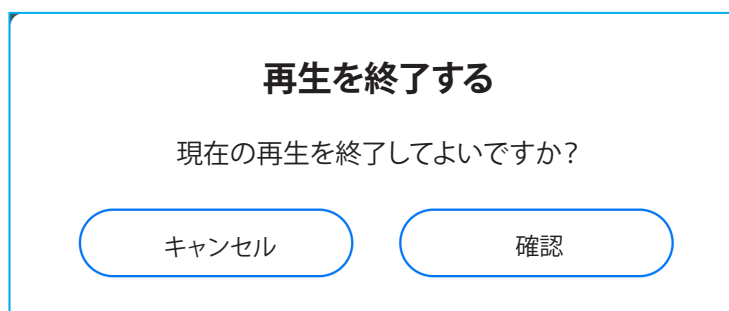 再生を終了する
現在の再生を終了してよいですか？
キャンセル
確認